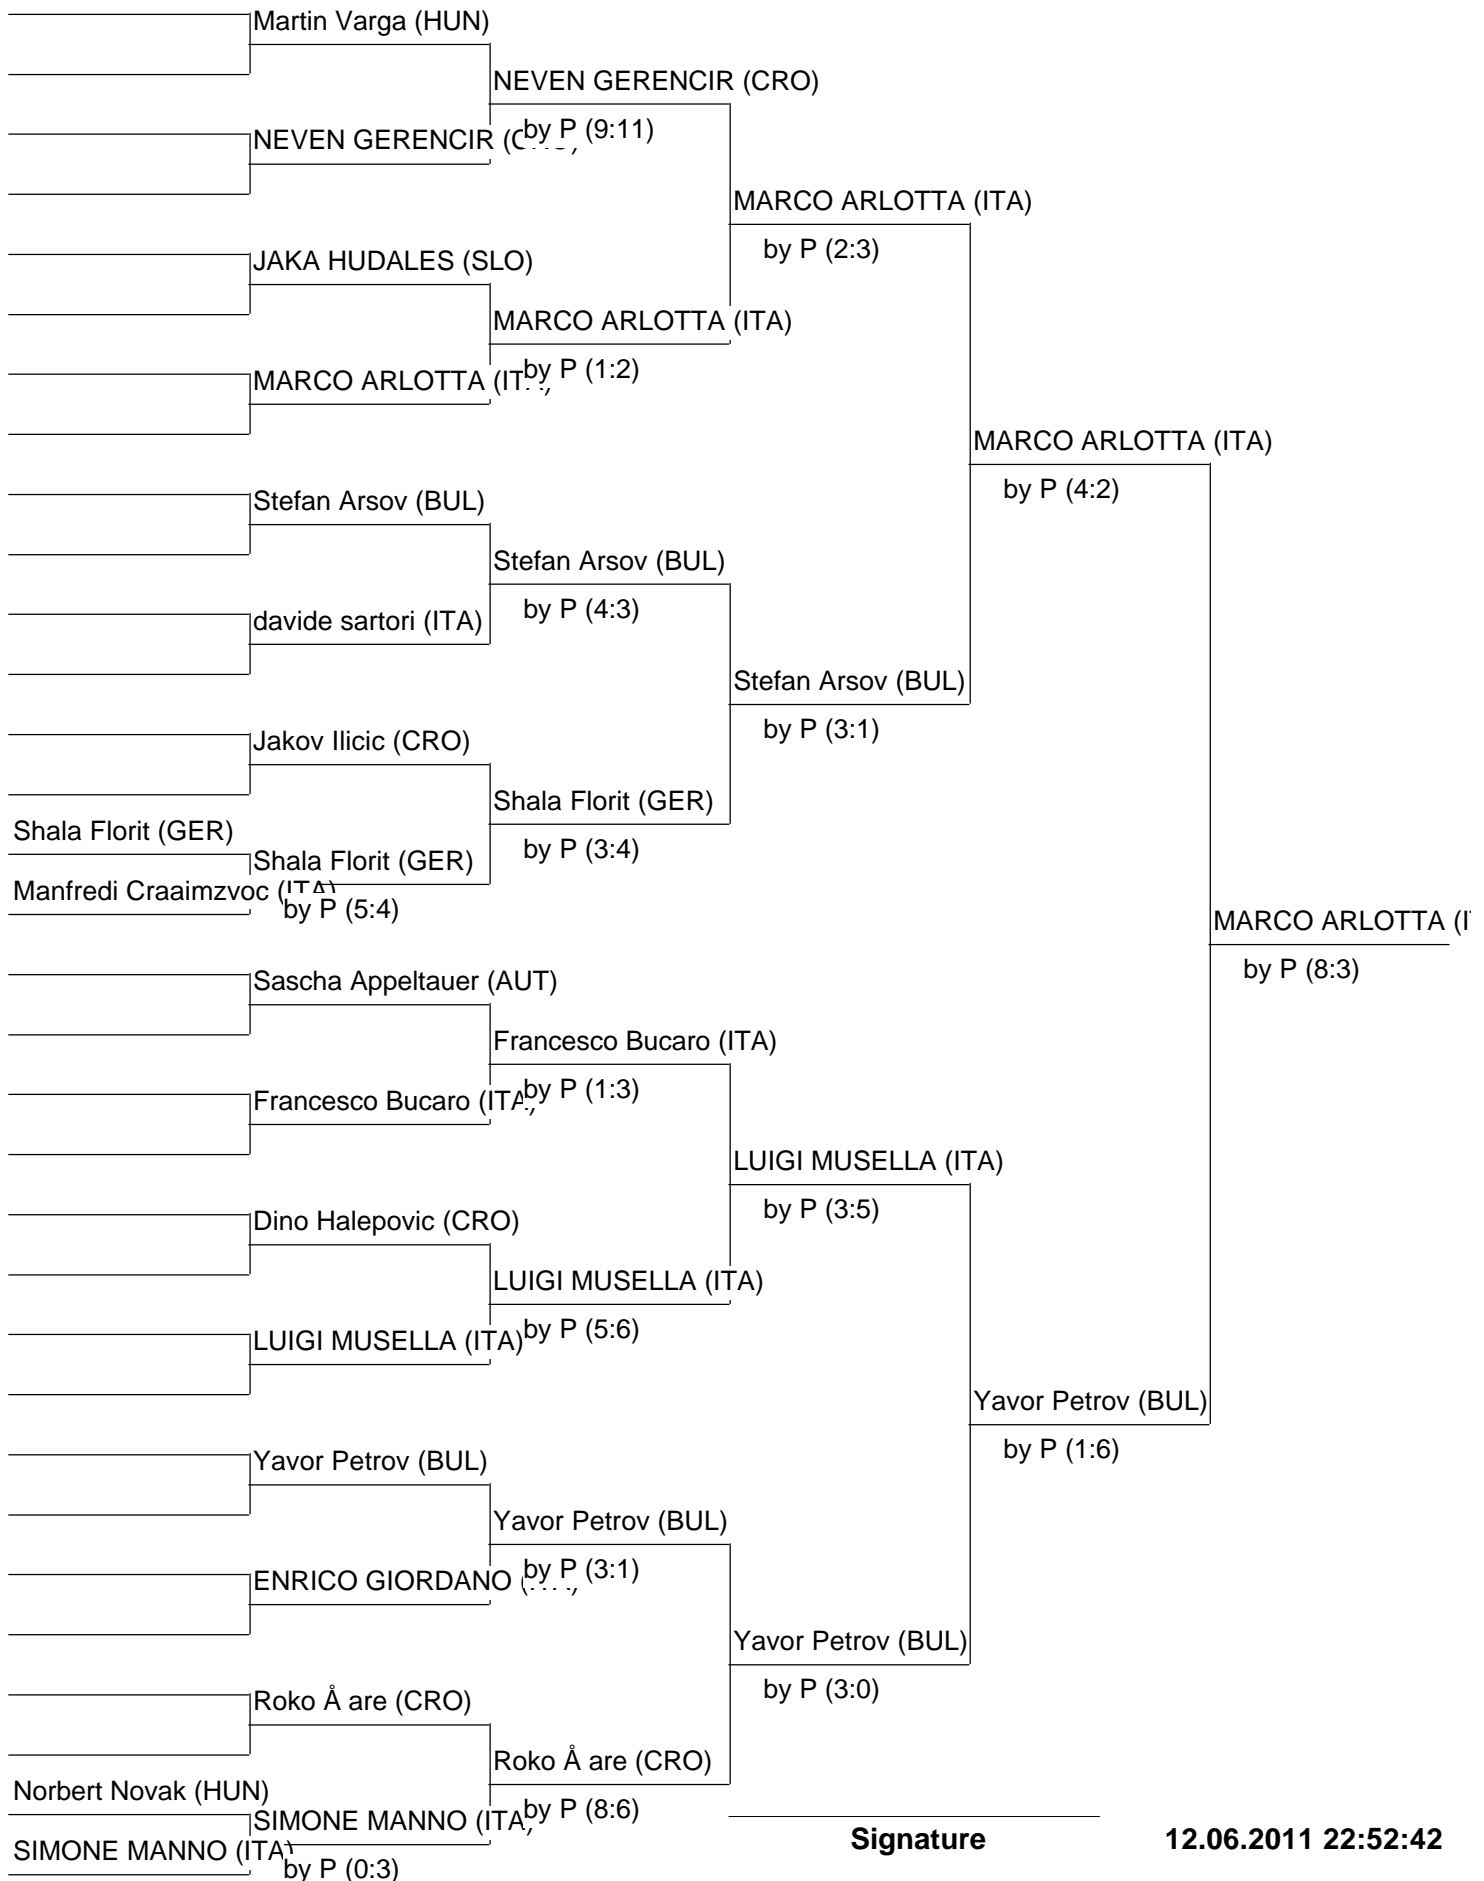 Martin Varga (HUN)
NEVEN GERENCIR (CRO)
by P (9:11)
NEVEN GERENCIR
MARCO ARLOTTA (ITA)
by P (2:3)
JAKA HUDALES (SLO)
MARCO ARLOTTA (ITA)
by P (1:2)
MARCO ARLOTTA (ITA)
MARCO ARLOTTA (ITA)
by P (4:2)
Stefan Arsov (BUL)
Stefan Arsov (BUL)
by P (4:3)
davide sartori (ITA)
Stefan Arsov (BUL)
by P (3:1)
Jakov Ilicic (CRO)
Shala Florit (GER)
by P (3:4)
Shala Florit (GER)
Shala Florit (GER)
Manfredi Craaimzvoc (ITA)
by P (5:4)
MARCO ARLOTTA
by P (8:3)
Sascha Appeltauer (AUT)
Francesco Bucaro (ITA)
by P (1:3)
Francesco Bucaro (ITA)
LUIGI MUSELLA (ITA)
by P (3:5)
Dino Halepovic (CRO)
LUIGI MUSELLA (ITA)
by P (5:6)
LUIGI MUSELLA (ITA)
Yavor Petrov (BUL)
by P (1:6)
Yavor Petrov (BUL)
Yavor Petrov (BUL)
by P (3:1)
ENRICO GIORDANO
Yavor Petrov (BUL)
by P (3:0)
Roko Å are (CRO)
Roko Å are (CRO)
by P (8:6)
Norbert Novak (HUN)
SIMONE MANNO (ITA)
SIMONE MANNO (ITA)
by P (0:3)
Signature
12.06.2011 22:52:42